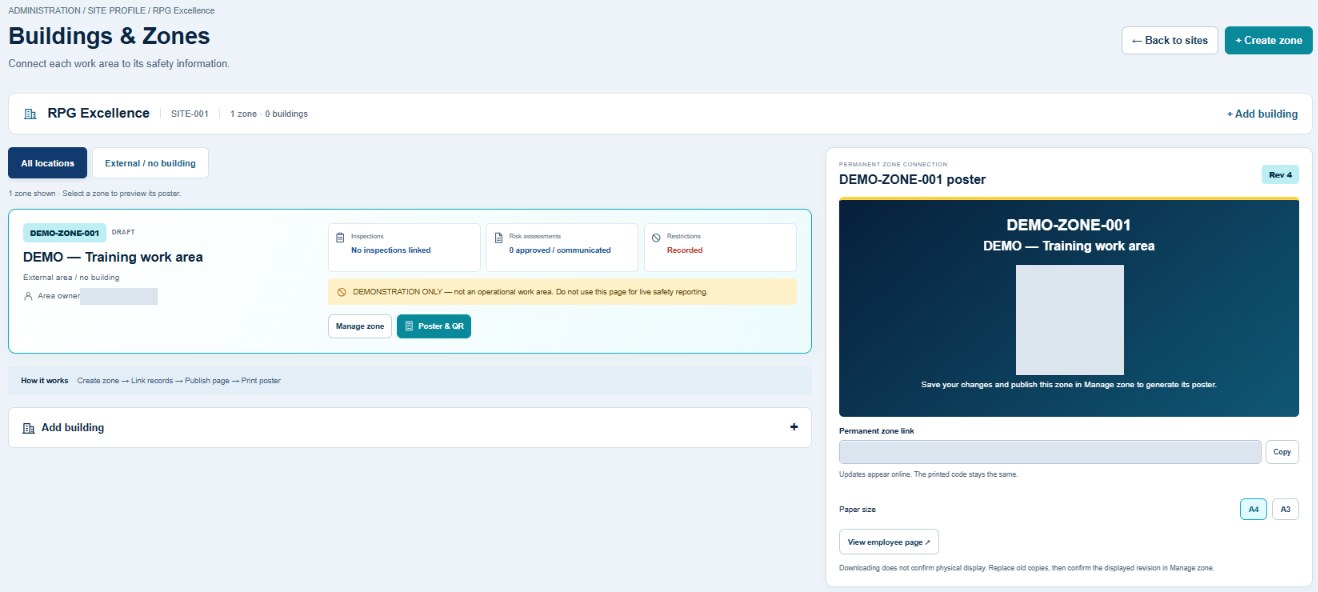 ADMINISTRATION / SITE PROFILE / RPG Excellence
Buildings & Zones
Connect each work area to its safety information.
← Back to sites
+ Create zone
RPG Excellence
SITE-001
1 zone · 0 buildings
+ Add building
All locations
External / no building
1 zone shown · Select a zone to preview its poster.
DEMO-ZONE-001
DRAFT
DEMO — Training work area
External area / no building
Area owner
Inspections
No inspections linked
Risk assessments
0 approved / communicated
Restrictions
Recorded
DEMONSTRATION ONLY — not an operational work area. Do not use this page for live safety reporting.
Manage zone
Poster & QR
How it works Create zone → Link records → Publish page → Print poster
Add building
+
PERMANENT ZONE CONNECTION
DEMO-ZONE-001 poster
Rev 4
DEMO-ZONE-001
DEMO — Training work area
Save your changes and publish this zone in Manage zone to generate its poster.
Permanent zone link
Copy
Updates appear online. The printed code stays the same.
Paper size
A4
A3
View employee page ↗
Downloading does not confirm physical display. Replace old copies, then confirm the displayed revision in Manage zone.